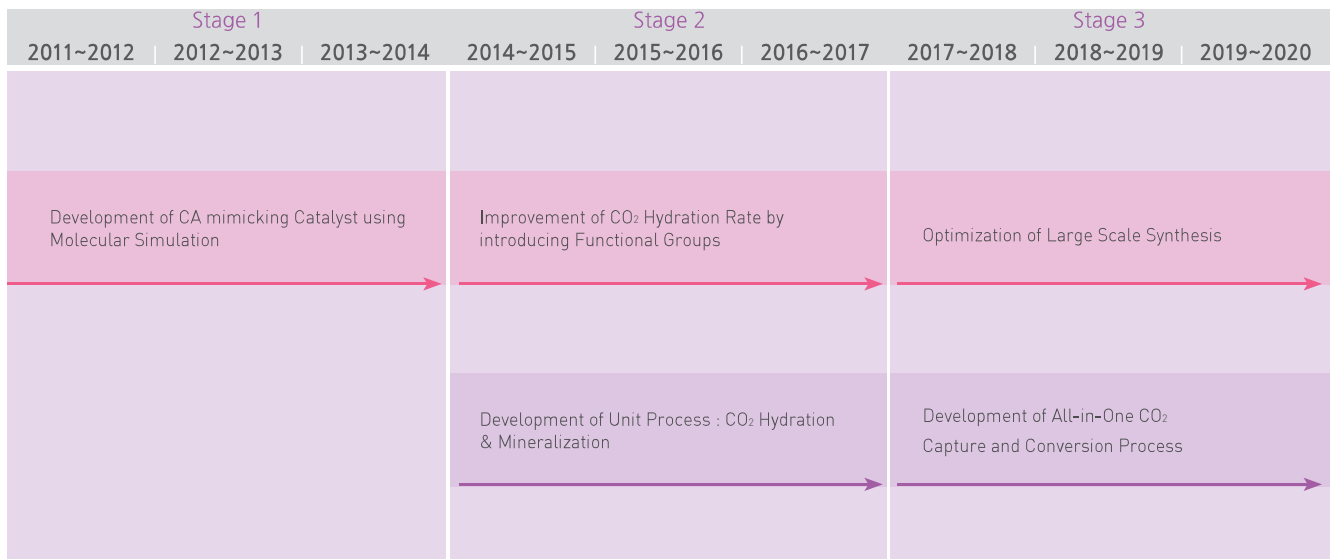 Stage 1
Stage 2
Stage 3
2011~2012
2012~2013
2013~2014
2014~2015
2015~2016
2016~2017
2017~2018
2018~2019
2019~2020
Development of CA mimicking Catalyst using
Molecular Simulation
Improvement of CO₂ Hydration Rate by
introducing Functional Groups
Optimization of Large Scale Synthesis
Development of Unit Process : CO₂ Hydration
& Mineralization
Development of All-in-One CO₂
Capture and Conversion Process